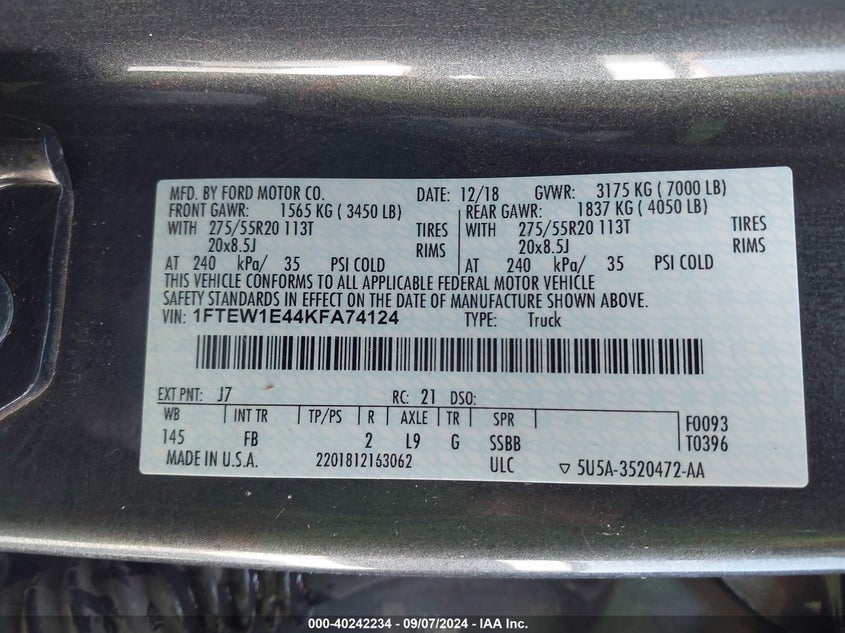 MFD. BY FORD MOTOR CO. DATE: 12/18 GVWR: 3175 KG ( 7000 LB)
FRONT GAWR: 1565 KG ( 3450 LB) REAR GAWR: 1837 KG ( 4050 LB)
WITH 275/55R20 113T TIRES WITH 275/55R20 113T TIRES
20x8.5J RIMS 20x8.5J RIMS
AT 240 kPa/ 35 PSI COLD AT 240 kPa/ 35 PSI COLD
THIS VEHICLE CONFORMS TO ALL APPLICABLE FEDERAL MOTOR VEHICLE
SAFETY STANDARDS IN EFFECT ON THE DATE OF MANUFACTURE SHOWN ABOVE.
VIN: 1FTEW1E44KFA74124 TYPE: Truck
EXT PNT: J7 RC: 21 DSO:
WB INT TR TP/PS R AXLE TR SPR F0093
145 FB 2 L9 G SSBB T0396
MADE IN U.S.A. 2201812163062 ULC ▽ 5U5A-3520472-AA
000-40242234 - 09/07/2024 - IAA Inc.